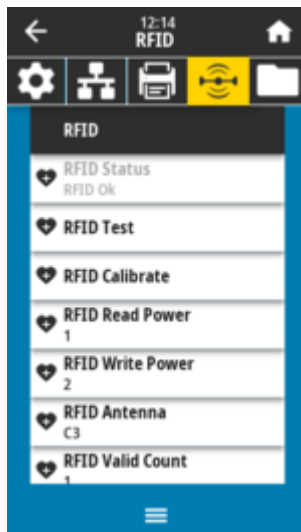 12:14
RFID
RFID
RFID Status
RFID Ok
RFID Test
RFID Calibrate
RFID Read Power
1
RFID Write Power
2
RFID Antenna
C3
RFID Valid Count
1